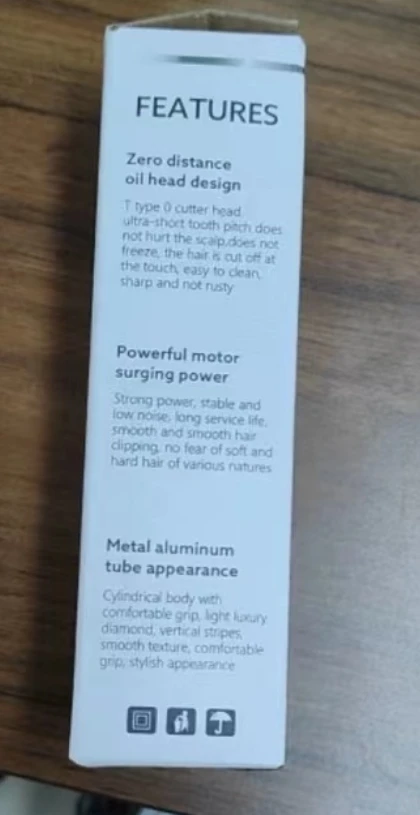 FEATURES
Zero distance
oil head design
T type 0 cutter head,
ultra-short tooth pitch does
not hurt the scalp,does not
freeze, the hair is cut off at
the touch, easy to clean,
sharp and not rusty
Powerful motor
surging power
Strong power, stable and
low noise, long service life,
smooth and smooth hair
clipping, no fear of soft and
hard hair of various natures
Metal aluminum
tube appearance
Cylindrical body with
comfortable grip, light luxury
diamond, vertical stripes,
smooth texture, comfortable
grip, stylish appearance